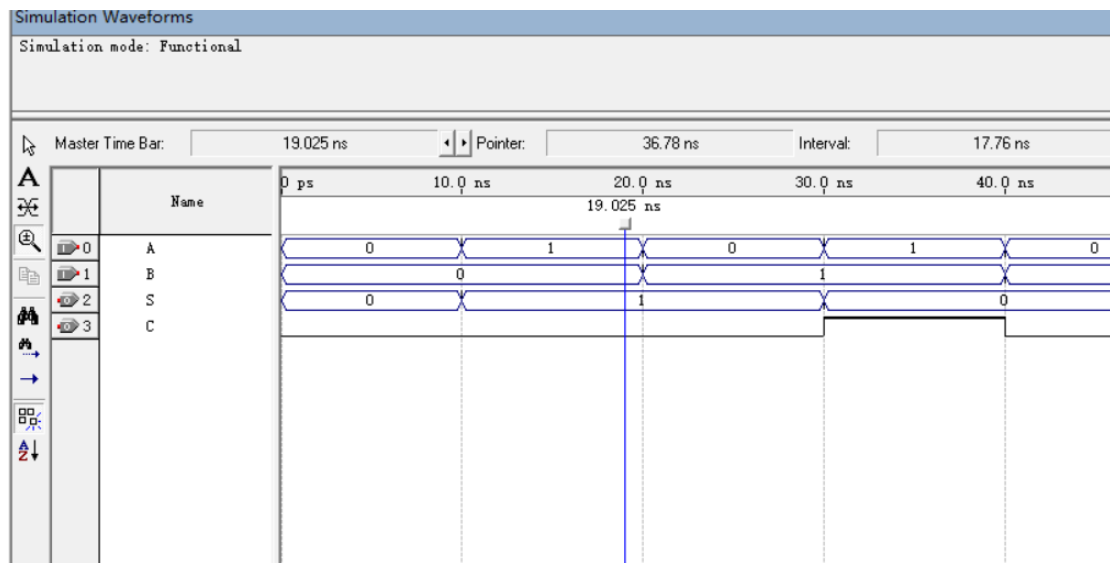 Simulation Waveforms
Simulation mode: Functional
Master Time Bar: 19.025 ns Pointer: 36.78 ns Interval: 17.76 ns
Name
0 ps 10.0 ns 20.0 ns 30.0 ns 40.0 ns
19.025 ns
0 A 0 1 0 1 0
1 B 0 1
2 S 0 1 0
3 C